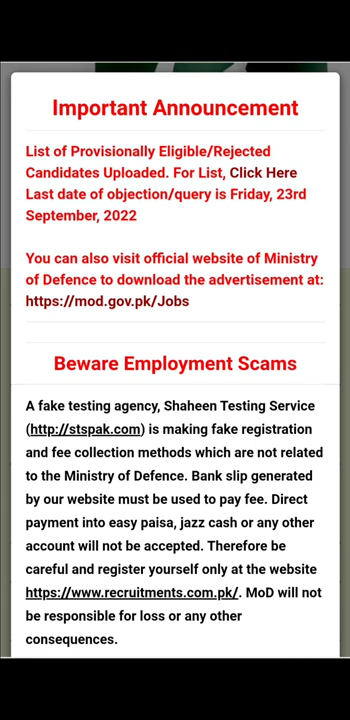 Important Announcement
List of Provisionally Eligible/Rejected
Candidates Uploaded. For List, Click Here
Last date of objection/query is Friday, 23rd
September, 2022
You can also visit official website of Ministry
of Defence to download the advertisement at:
https://mod.gov.pk/Jobs
Beware Employment Scams
A fake testing agency, Shaheen Testing Service
(http://stspak.com) is making fake registration
and fee collection methods which are not related
to the Ministry of Defence. Bank slip generated
by our website must be used to pay fee. Direct
payment into easy paisa, jazz cash or any other
account will not be accepted. Therefore be
careful and register yourself only at the website
https://www.recruitments.com.pk/. MoD will not
be responsible for loss or any other
consequences.